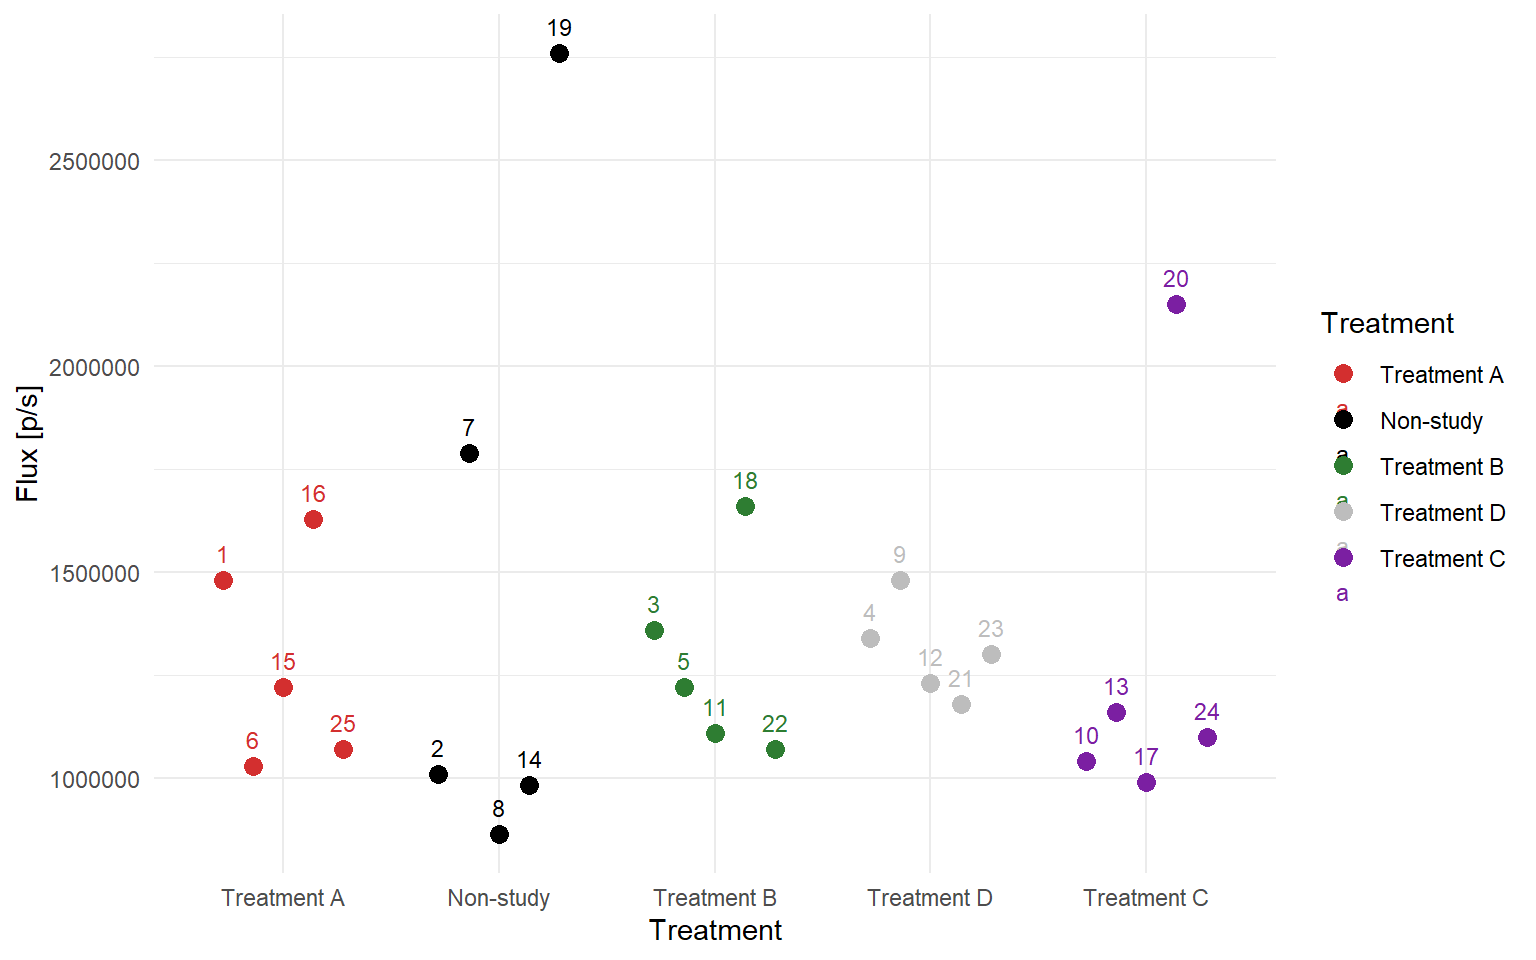 19
2500000
20
2000000
7
16
18
1
9
1500000
3
4
23
15
5
12
21
13
11
24
25
22
6
10
2
14
17
1000000
8
Flux [p/s]
Treatment A
Non-study
Treatment B
Treatment D
Treatment C
Treatment
Treatment
Treatment A
a
Non-study
a
Treatment B
a
Treatment D
a
Treatment C
a